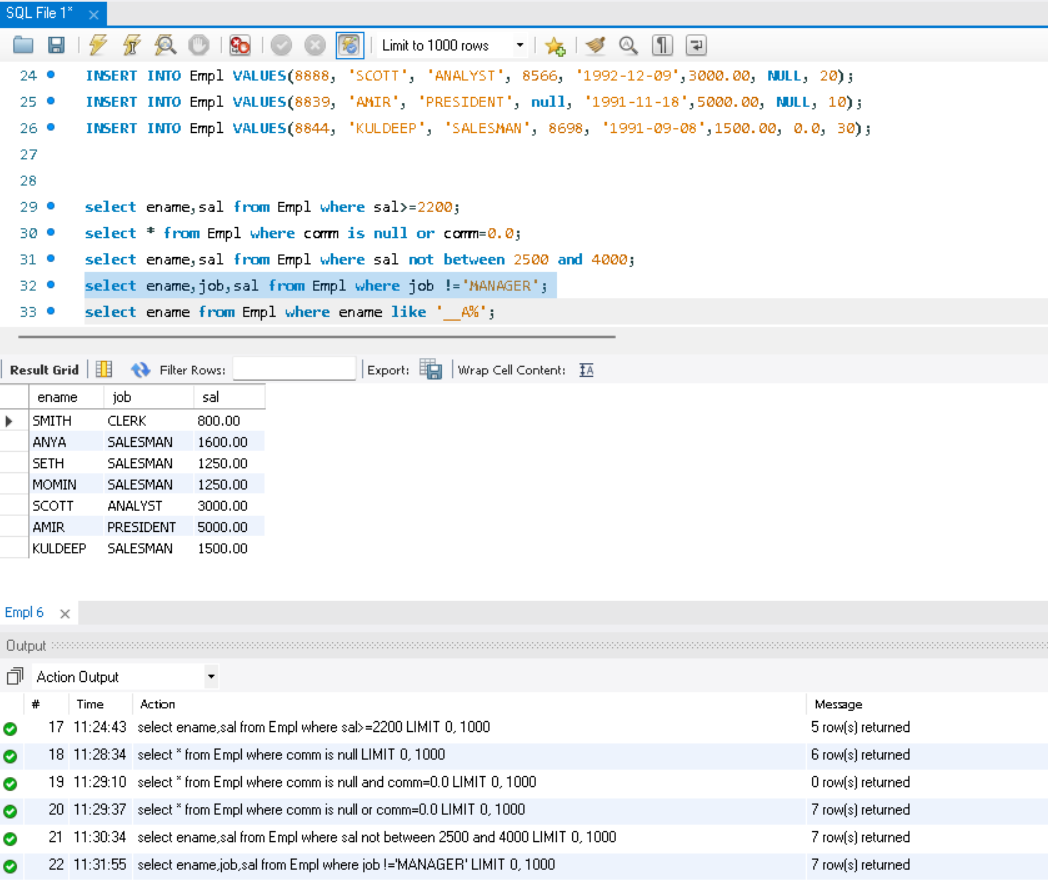 SQL File 1*
Limit to 1000 rows
24 INSERT INTO Empl VALUES(8888, 'SCOTT', 'ANALYST', 8566, '1992-12-09',3000.00, NULL, 20);
25 INSERT INTO Empl VALUES(8839, 'AMIR', 'PRESIDENT', null, '1991-11-18',5000.00, NULL, 10);
26 INSERT INTO Empl VALUES(8844, 'KULDEEP', 'SALESMAN', 8698, '1991-09-08',1500.00, 0.0, 30);
27
28
29 select ename,sal from Empl where sal>=2200;
30 select * from Empl where comm is null or comm=0.0;
31 select ename,sal from Empl where sal not between 2500 and 4000;
32 select ename,job,sal from Empl where job !='MANAGER';
33 select ename from Empl where ename like '__A%';
Result Grid Filter Rows: Export: Wrap Cell Content: IA
ename job sal
SMITH CLERK 800.00
ANYA SALESMAN 1600.00
SETH SALESMAN 1250.00
MOMIN SALESMAN 1250.00
SCOTT ANALYST 3000.00
AMIR PRESIDENT 5000.00
KULDEEP SALESMAN 1500.00
Empl 6
Output
Action Output
# Time Action Message
17 11:24:43 select ename,sal from Empl where sal>=2200 LIMIT 0, 1000 5 row(s) returned
18 11:28:34 select * from Empl where comm is null LIMIT 0, 1000 6 row(s) returned
19 11:29:10 select * from Empl where comm is null and comm=0.0 LIMIT 0, 1000 0 row(s) returned
20 11:29:37 select * from Empl where comm is null or comm=0.0 LIMIT 0, 1000 7 row(s) returned
21 11:30:34 select ename,sal from Empl where sal not between 2500 and 4000 LIMIT 0, 1000 7 row(s) returned
22 11:31:55 select ename,job,sal from Empl where job !='MANAGER' LIMIT 0, 1000 7 row(s) returned